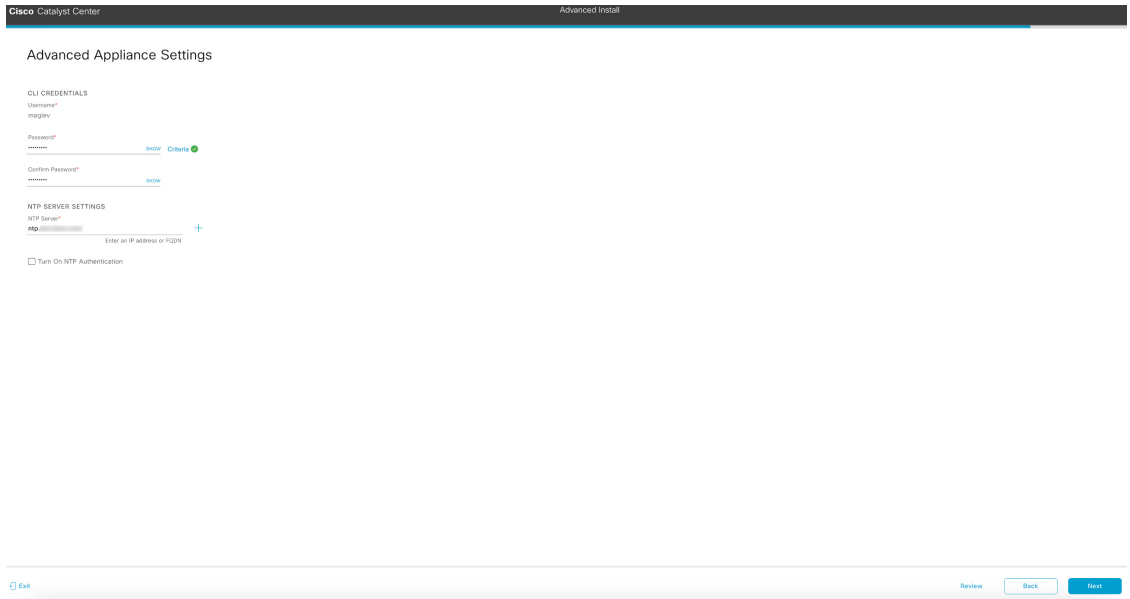 Cisco Catalyst Center
Advanced Install
Advanced Appliance Settings
CLI CREDENTIALS
Username*
maglev
Password*
••••••••• SHOW Criteria
Confirm Password*
••••••••• SHOW
NTP SERVER SETTINGS
NTP Server*
ntp.
Enter an IP address or FQDN
Turn On NTP Authentication
Exit
Review
Back
Next